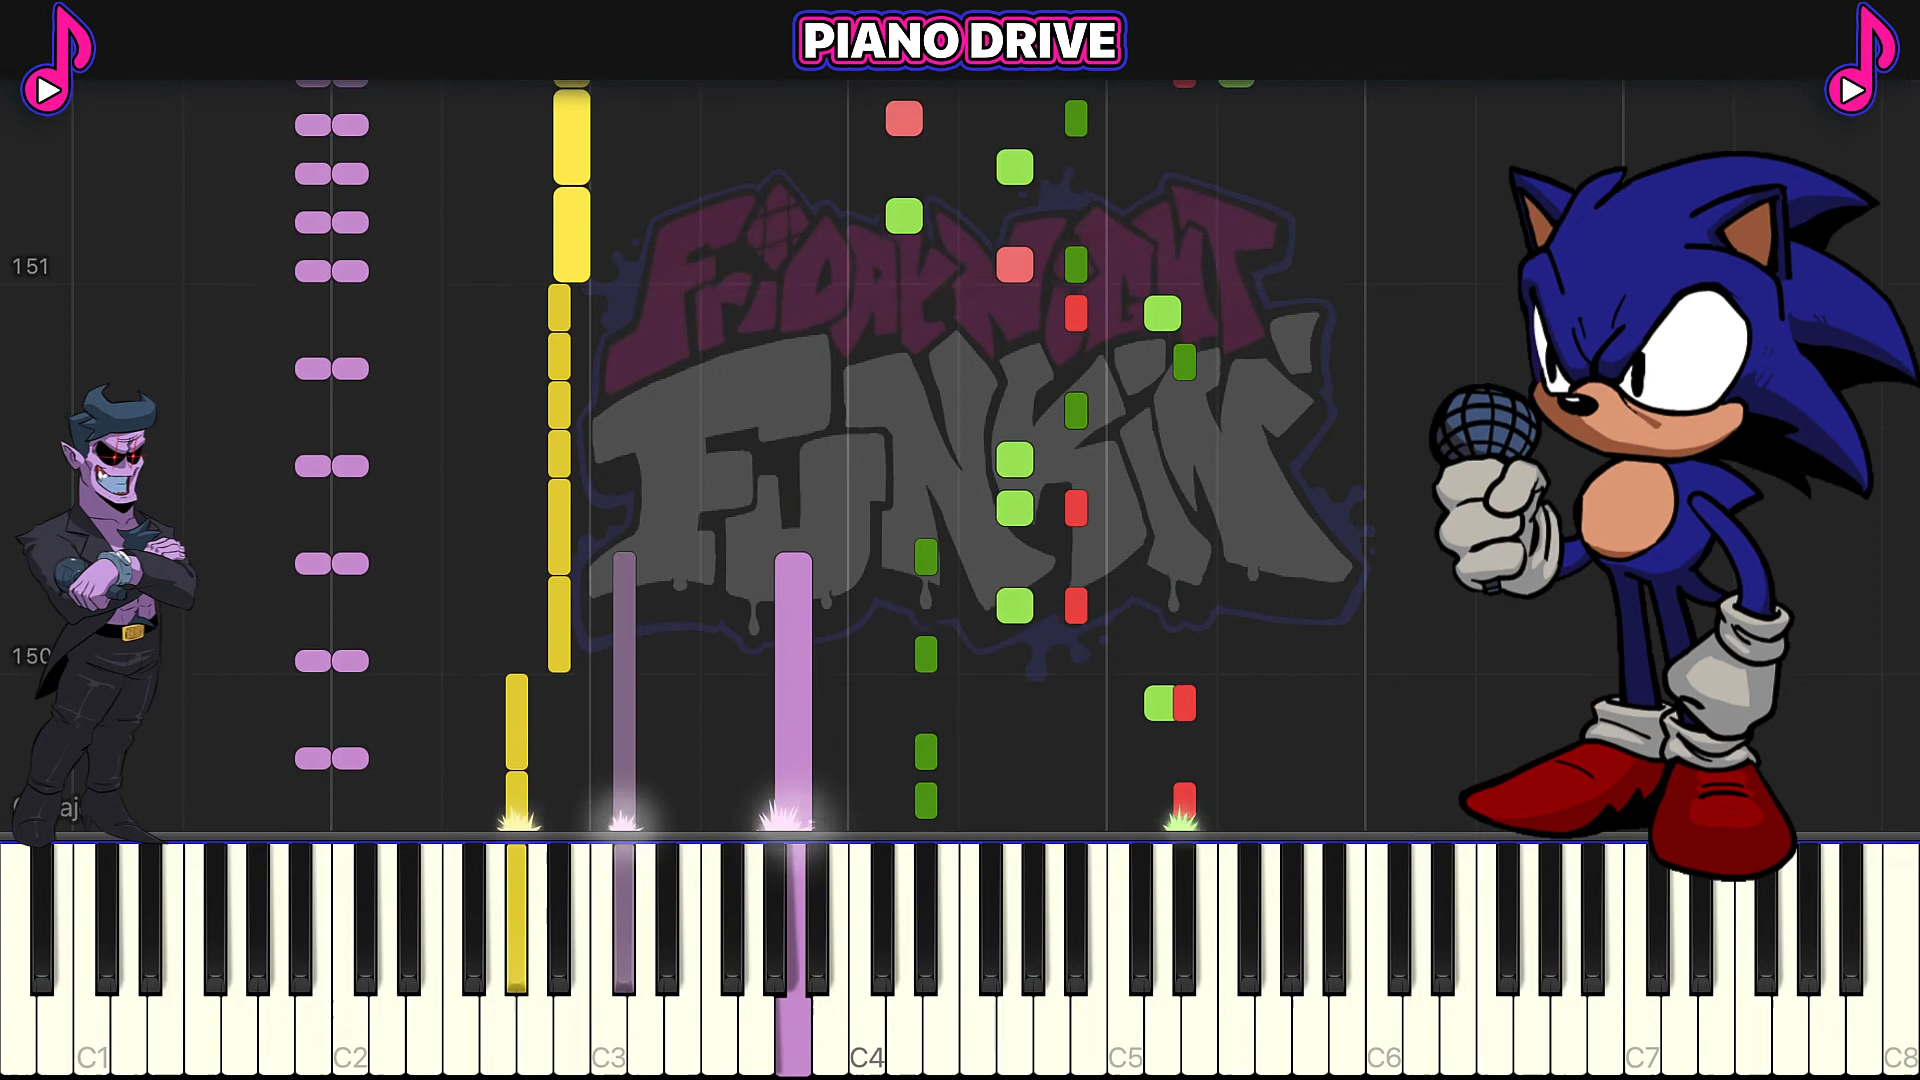 PIANO DRIVE
FRiDAY NiGHT
FUNKiN'
151
150
C1 C2 C3 C4 C5 C6 C7 C8